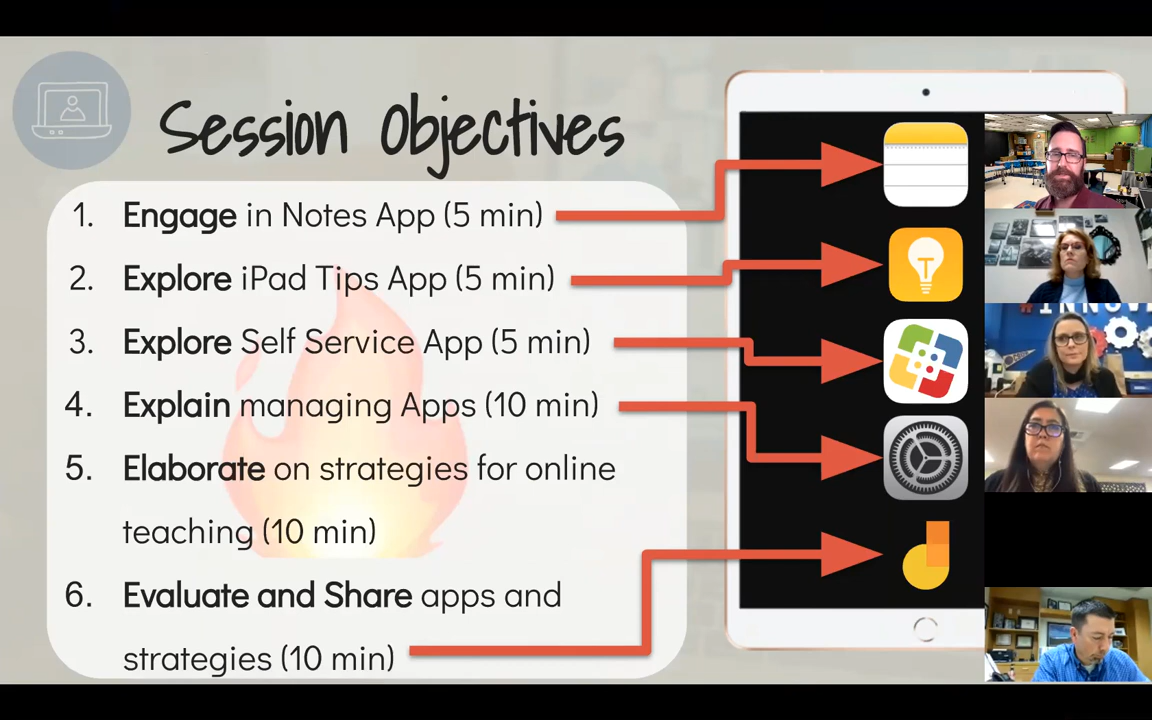 Session Objectives
1. Engage in Notes App (5 min)
2. Explore iPad Tips App (5 min)
3. Explore Self Service App (5 min)
4. Explain managing Apps (10 min)
5. Elaborate on strategies for online
teaching (10 min)
6. Evaluate and Share apps and
strategies (10 min)